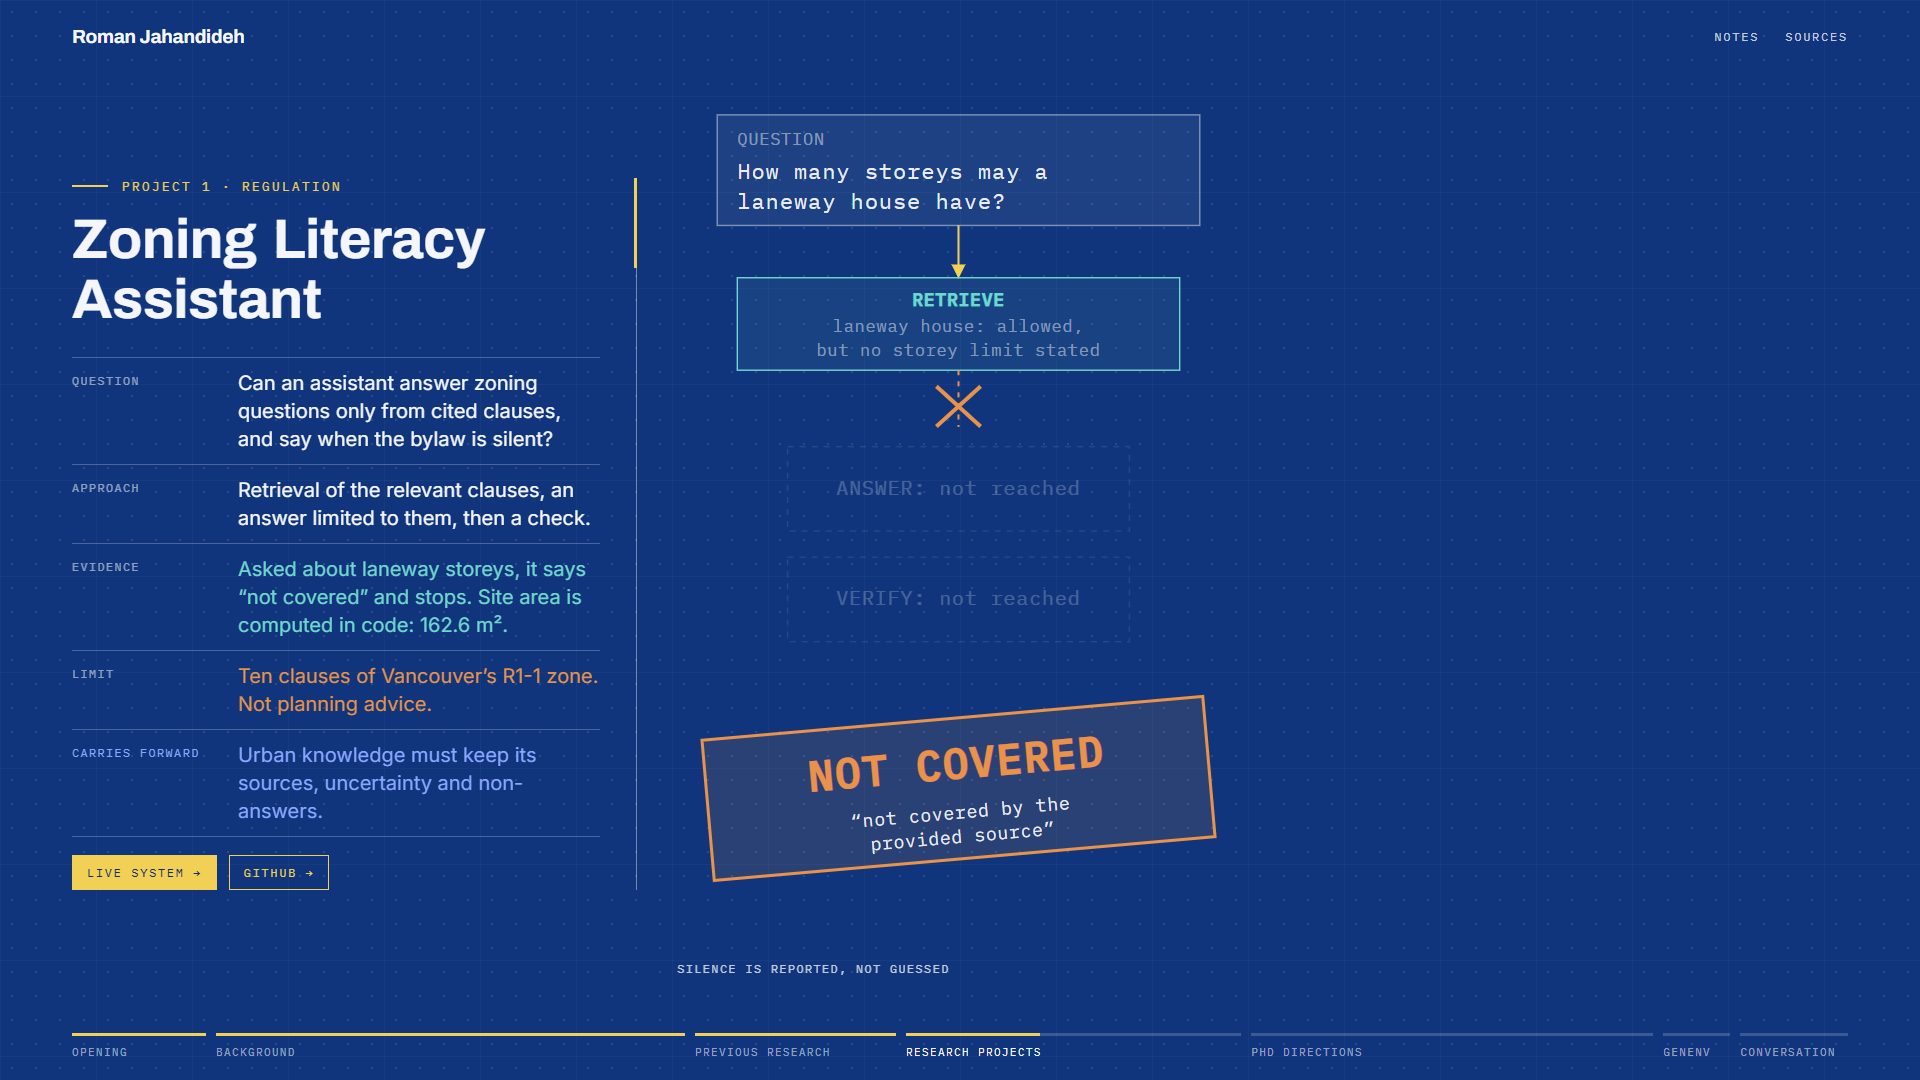 Roman Jahandideh
NOTES
SOURCES
PROJECT 1 · REGULATION
Zoning Literacy
Assistant
QUESTION
Can an assistant answer zoning
questions only from cited clauses,
and say when the bylaw is silent?
APPROACH
Retrieval of the relevant clauses, an
answer limited to them, then a check.
EVIDENCE
Asked about laneway storeys, it says
“not covered” and stops. Site area is
computed in code: 162.6 m².
LIMIT
Ten clauses of Vancouver’s R1-1 zone.
Not planning advice.
CARRIES FORWARD
Urban knowledge must keep its
sources, uncertainty and non-
answers.
LIVE SYSTEM →
GITHUB →
QUESTION
How many storeys may a
laneway house have?
RETRIEVE
laneway house: allowed,
but no storey limit stated
ANSWER: not reached
VERIFY: not reached
NOT COVERED
“not covered by the
provided source”
SILENCE IS REPORTED, NOT GUESSED
OPENING
BACKGROUND
PREVIOUS RESEARCH
RESEARCH PROJECTS
PHD DIRECTIONS
GENENV
CONVERSATION